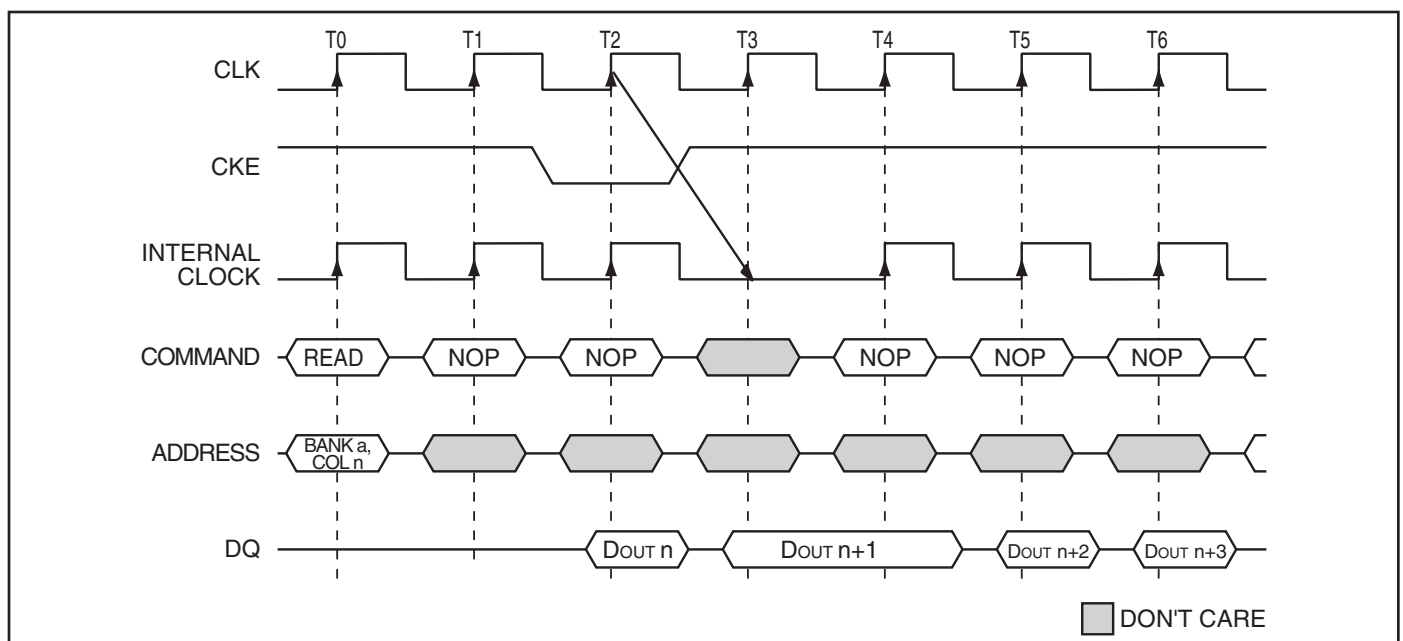 T0 T1 T2 T3 T4 T5 T6
CLK
CKE
INTERNAL
CLOCK
COMMAND READ NOP NOP NOP NOP NOP
ADDRESS BANK a,
COL n
DQ DOUT n DOUT n+1 DOUT n+2 DOUT n+3
DON'T CARE